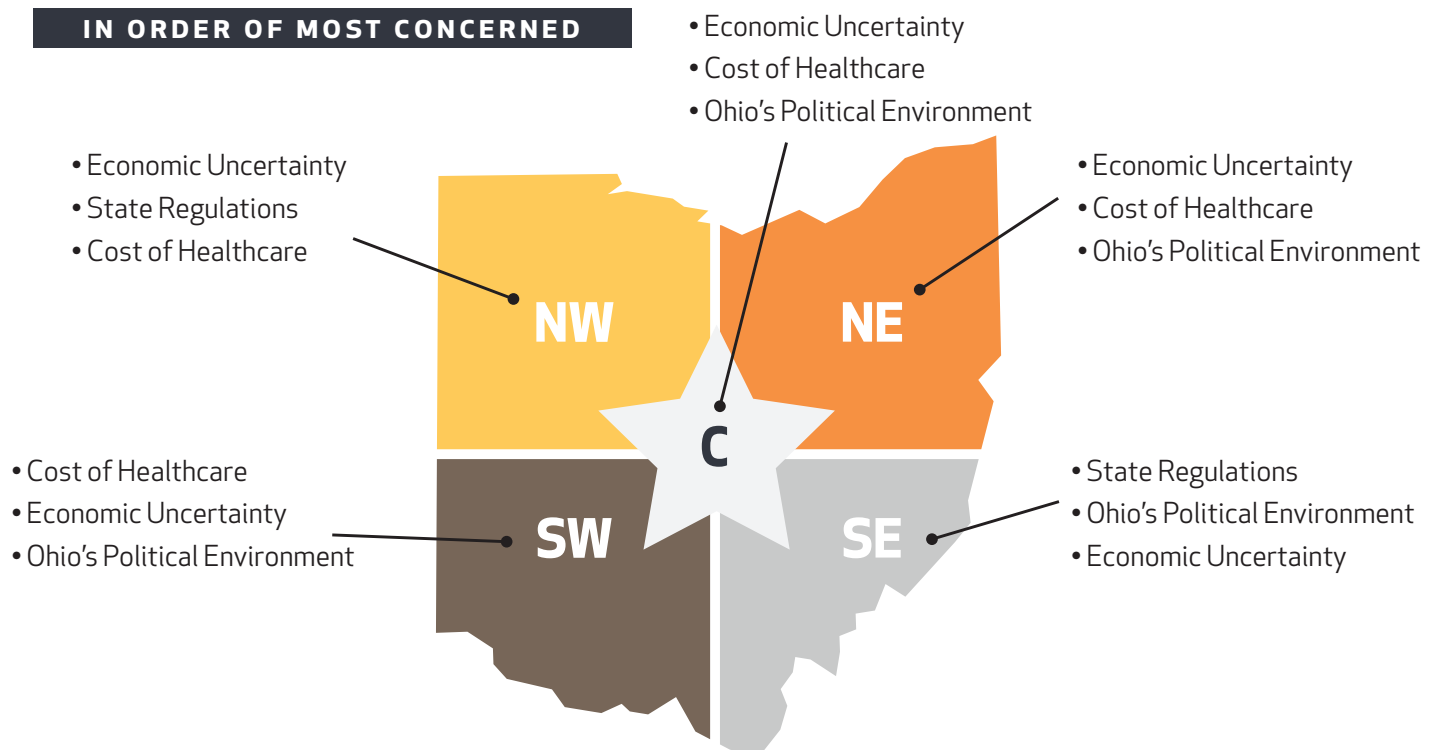 IN ORDER OF MOST CONCERNED
• Economic Uncertainty
• Cost of Healthcare
• Ohio's Political Environment
• Economic Uncertainty
• State Regulations
• Cost of Healthcare
• Economic Uncertainty
• Cost of Healthcare
• Ohio's Political Environment
NW
NE
C
• Cost of Healthcare
• Economic Uncertainty
• Ohio's Political Environment
SW
SE
• State Regulations
• Ohio's Political Environment
• Economic Uncertainty